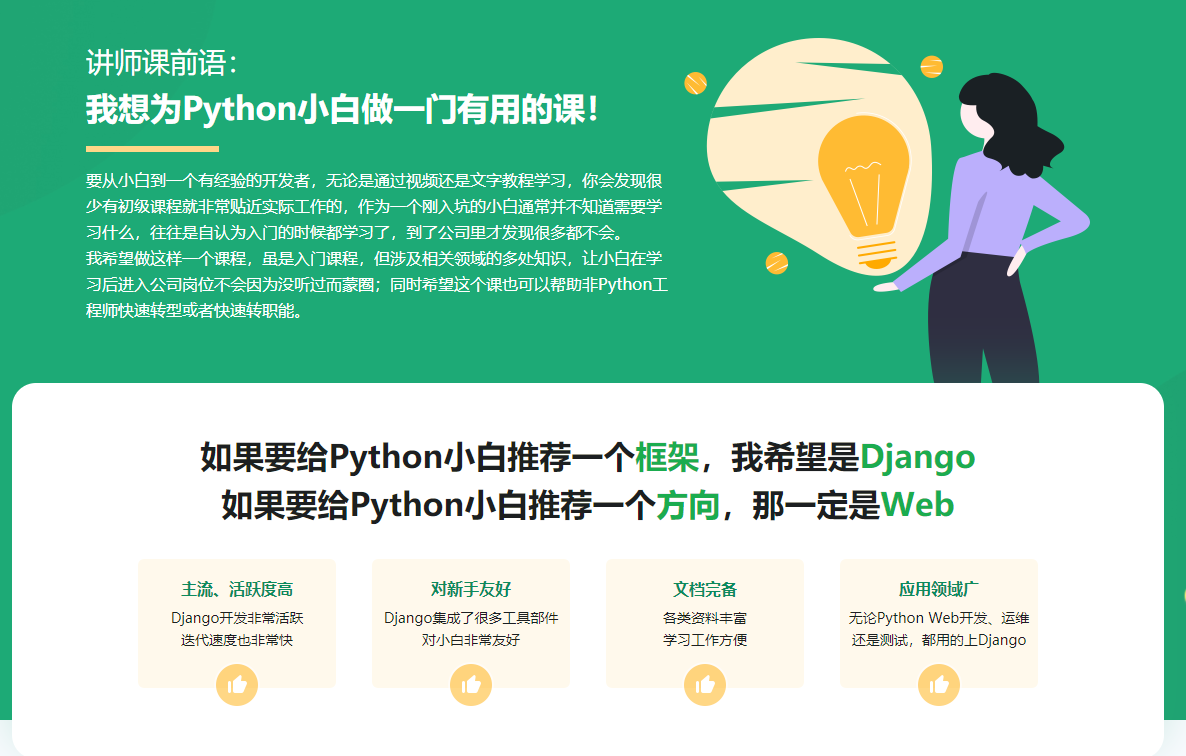 讲师课前语：
我想为Python小白做一门有用的课！
要从小白到一个有经验的开发者，无论是通过视频还是文字教程学习，你会发现很
少有初级课程就非常贴近实际工作的，作为一个刚入坑的小白通常并不知道需要学
习什么，往往是自认为入门的时候都学习了，到了公司里才发现很多都不会。
我希望做这样一个课程，虽是入门课程，但涉及相关领域的多处知识，让小白在学
习后进入公司岗位不会因为没听过而蒙圈；同时希望这个课也可以帮助非Python工
程师快速转型或者快速转职能。
如果要给Python小白推荐一个框架，我希望是Django
如果要给Python小白推荐一个方向，那一定是Web
主流、活跃度高
Django开发非常活跃
迭代速度也非常快
对新手友好
Django集成了很多工具部件
对小白非常友好
文档完备
各类资料丰富
学习工作方便
应用领域广
无论Python Web开发、运维
还是测试，都用的上Django